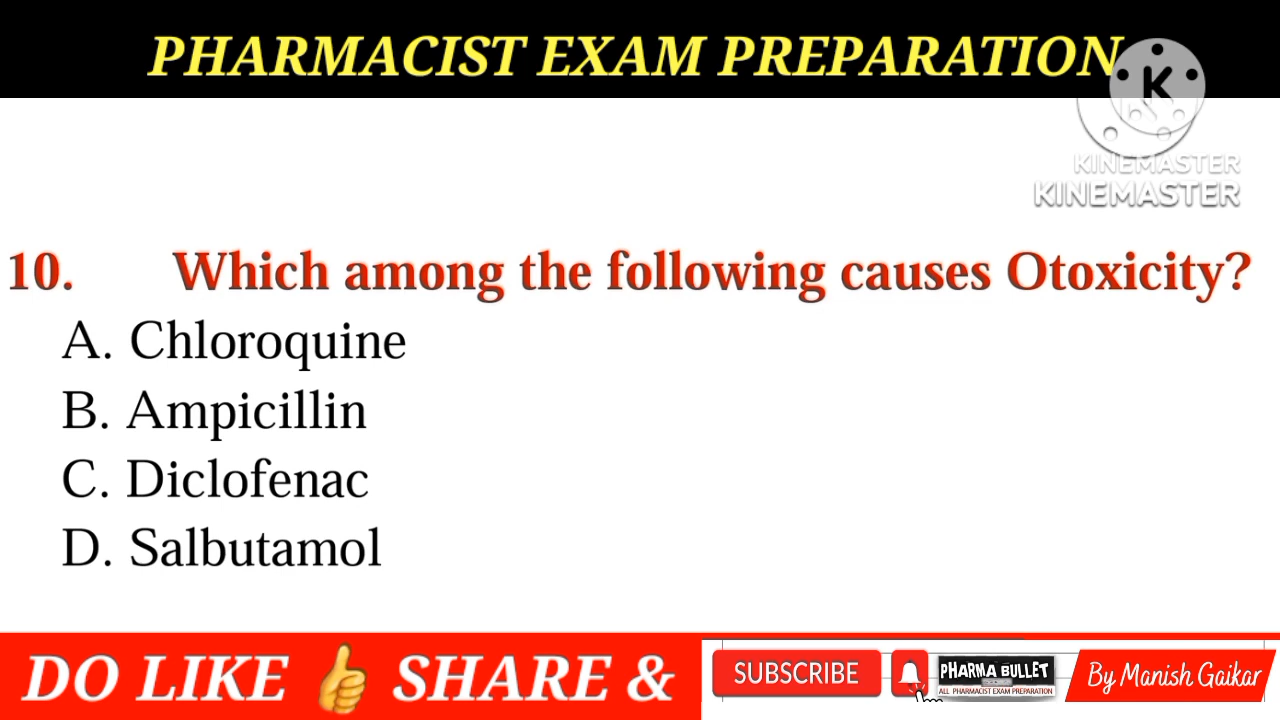 PHARMACIST EXAM PREPARATION
K
KINEMASTER
KINEMASTER
10. Which among the following causes Otoxicity?
A. Chloroquine
B. Ampicillin
C. Diclofenac
D. Salbutamol
DO LIKE 👍 SHARE &
SUBSCRIBE
PHARMA BULLET
ALL PHARMACIST EXAM PREPARATION
By Manish Gaikar